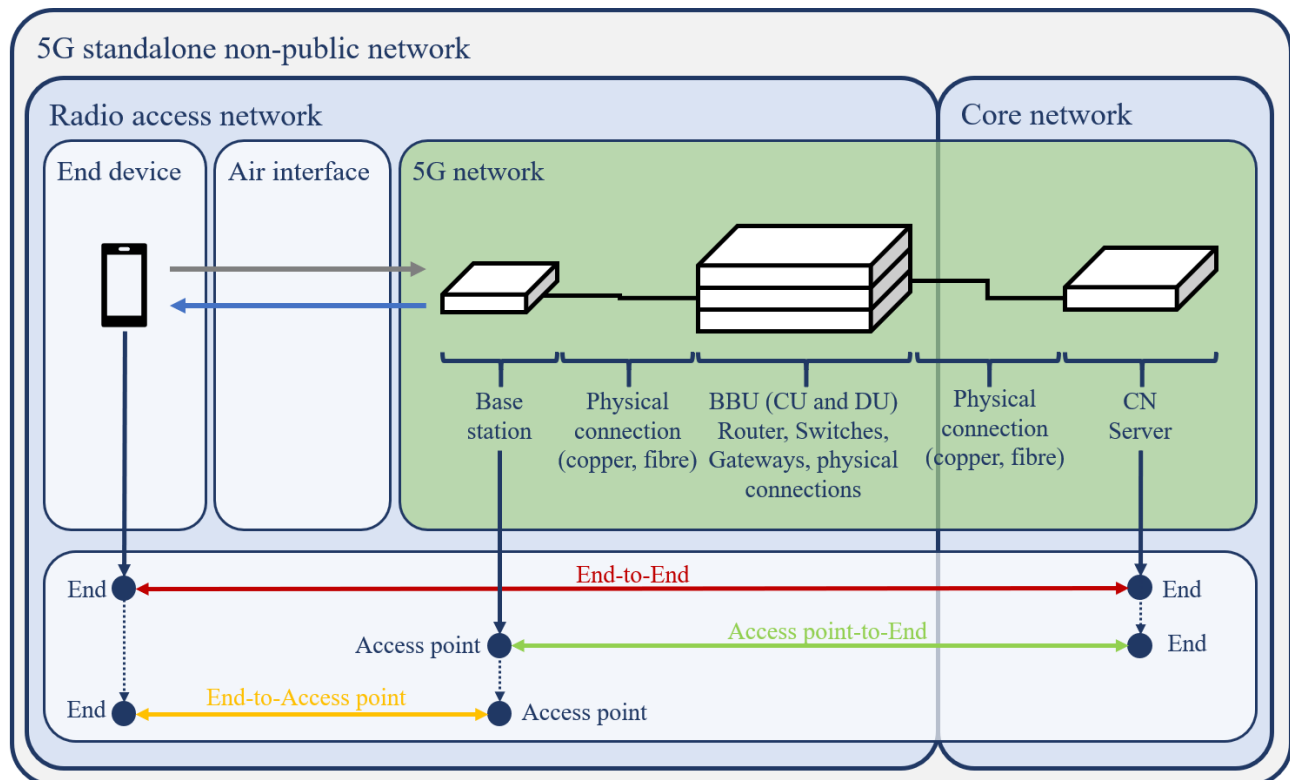 5G standalone non-public network
Radio access network
Core network
End device
Air interface
5G network
Base
station
Physical
connection
(copper, fibre)
BBU (CU and DU)
Router, Switches,
Gateways, physical
connections
Physical
connection
(copper, fibre)
CN
Server
End
End-to-End
End
Access point
Access point-to-End
End
End
End-to-Access point
Access point